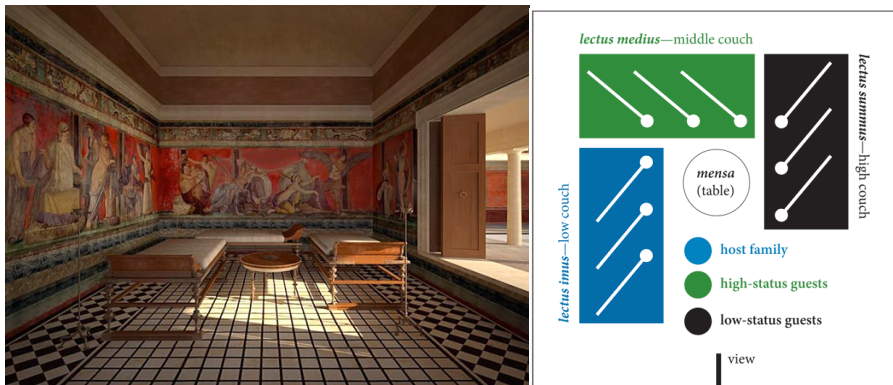 lectus medius—middle couch
lectus summus—high couch
mensa
(table)
lectus imus—low couch
host family
high-status guests
low-status guests
view